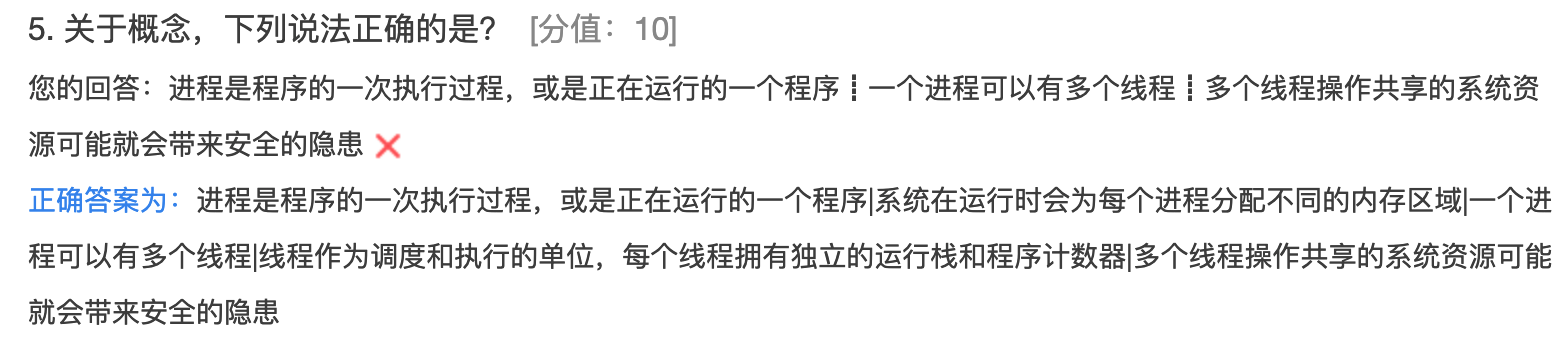 5. 关于概念，下列说法正确的是？ [分值：10]
您的回答：进程是程序的一次执行过程，或是正在运行的一个程序┋一个进程可以有多个线程┋多个线程操作共享的系统资
源可能就会带来安全的隐患
正确答案为：进程是程序的一次执行过程，或是正在运行的一个程序|系统在运行时会为每个进程分配不同的内存区域|一个进
程可以有多个线程|线程作为调度和执行的单位，每个线程拥有独立的运行栈和程序计数器|多个线程操作共享的系统资源可能
就会带来安全的隐患